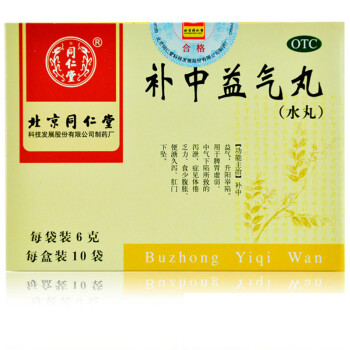 同仁堂
®
北京同仁堂
科技发展股份有限公司制药厂
合格
OTC
补中益气丸
(水丸)
【功能主治】补中
益气，升阳举陷。
用于脾胃虚弱、
中气下陷所致的
泻泄，症见体倦
乏力、食少腹胀、
便溏久泻、肛门
下坠。
每袋装6克
每盒装10袋
Buzhong Yiqi Wan